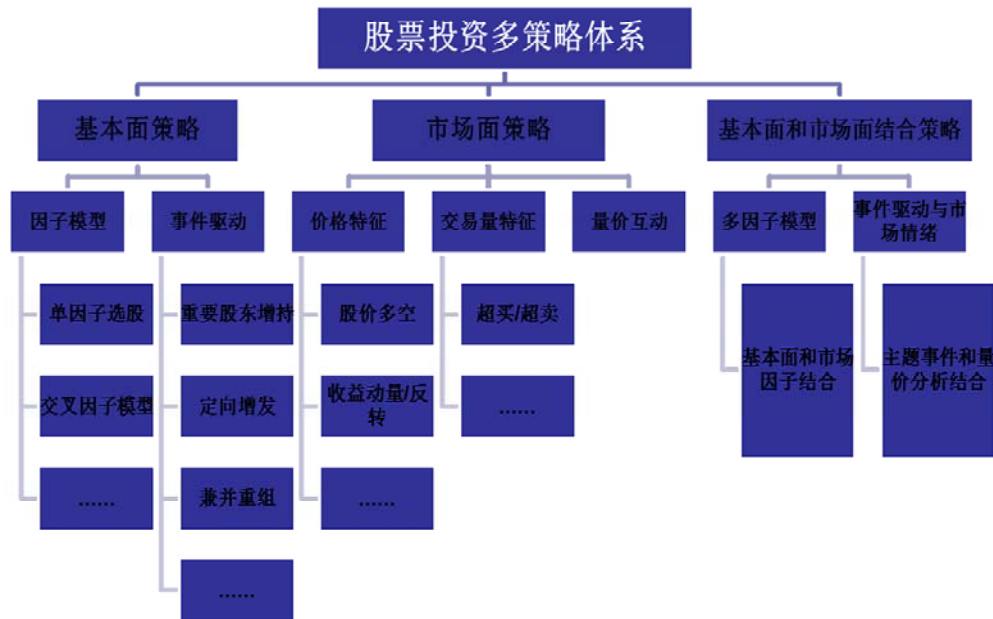 股票投资多策略体系
基本面策略
市场面策略
基本面和市场面结合策略
因子模型
事件驱动
价格特征
交易量特征
量价互动
多因子模型
事件驱动与市
场情绪
单因子选股
重要股东增持
股价多空
超买/超卖
基本面和市场
因子结合
主题事件和量
价分析结合
交叉因子模型
定向增发
收益动量/反
转
......
......
兼并重组
......
......